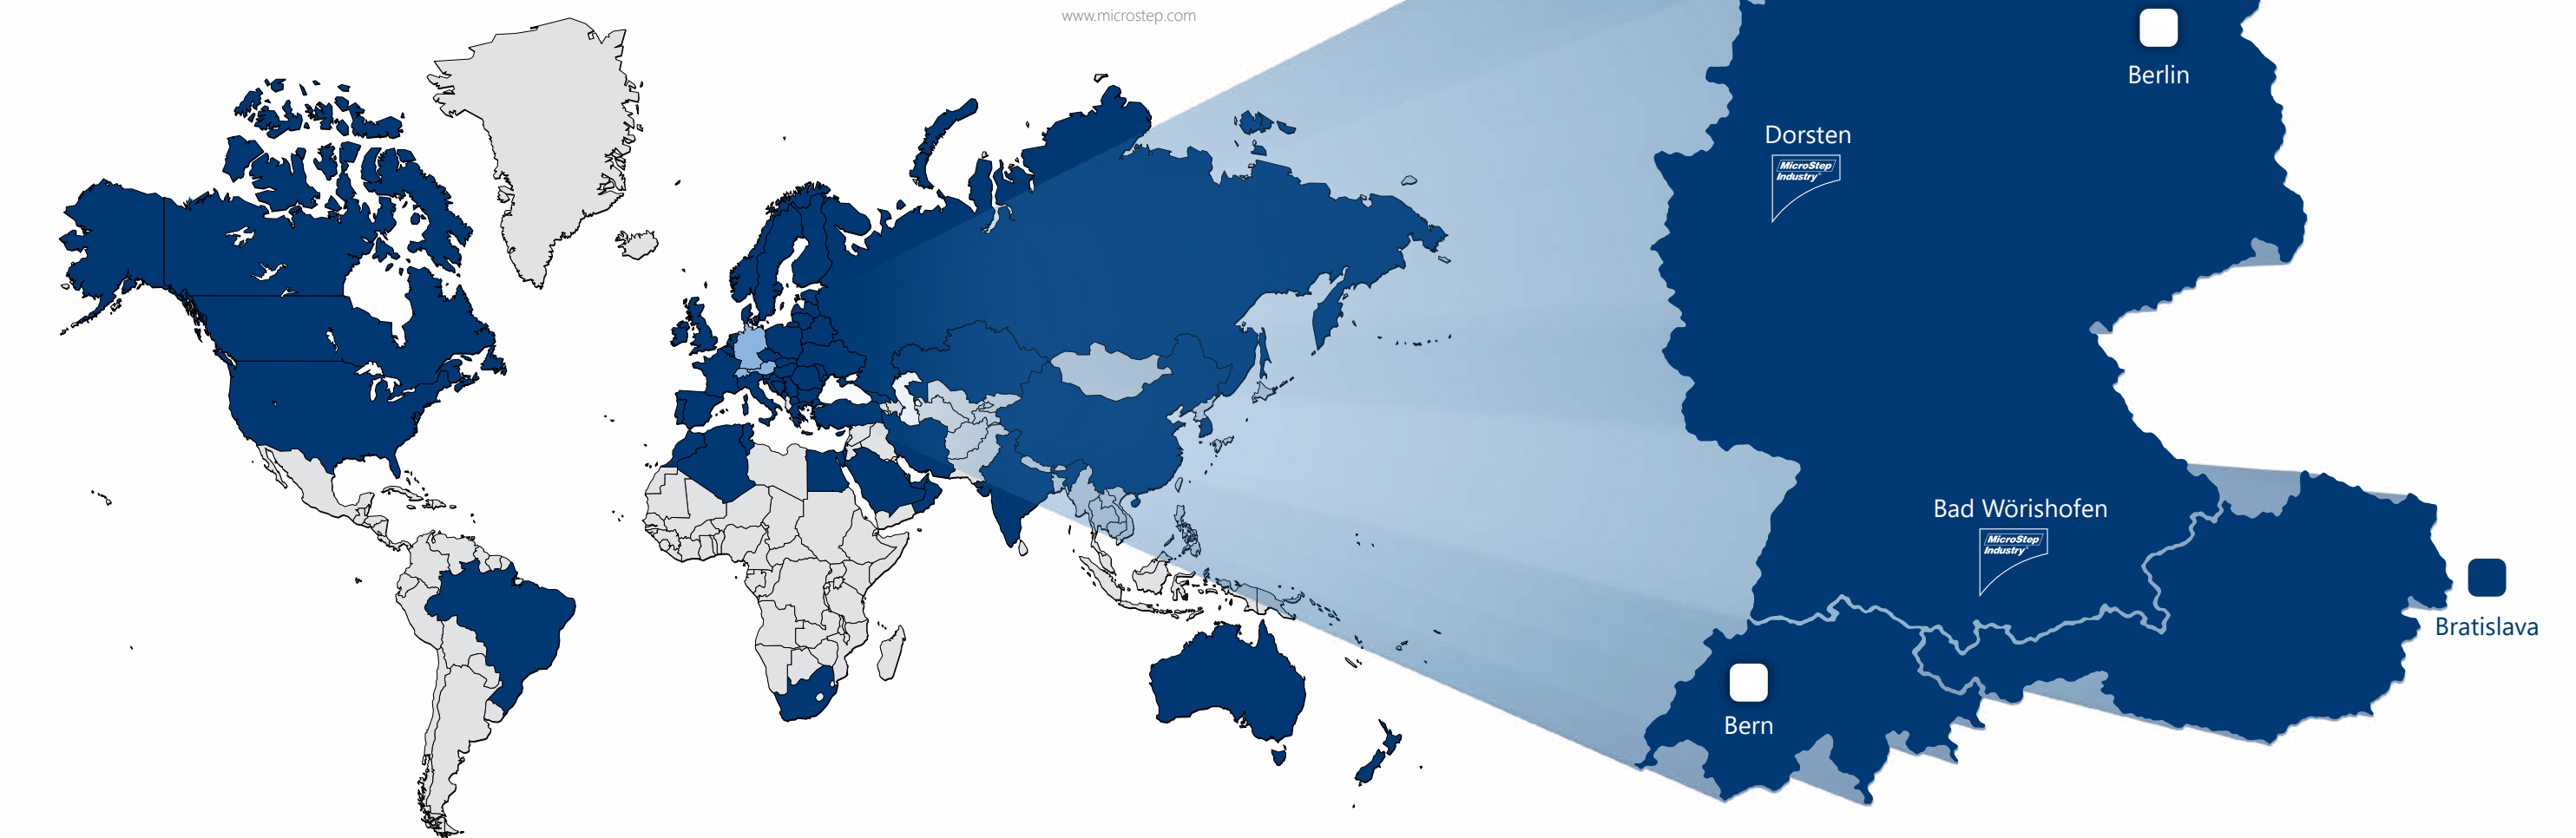 www.microstep.com
Berlin
Dorsten
MicroStep
Industry
Bad Wörishofen
MicroStep
Industry
Bratislava
Bern